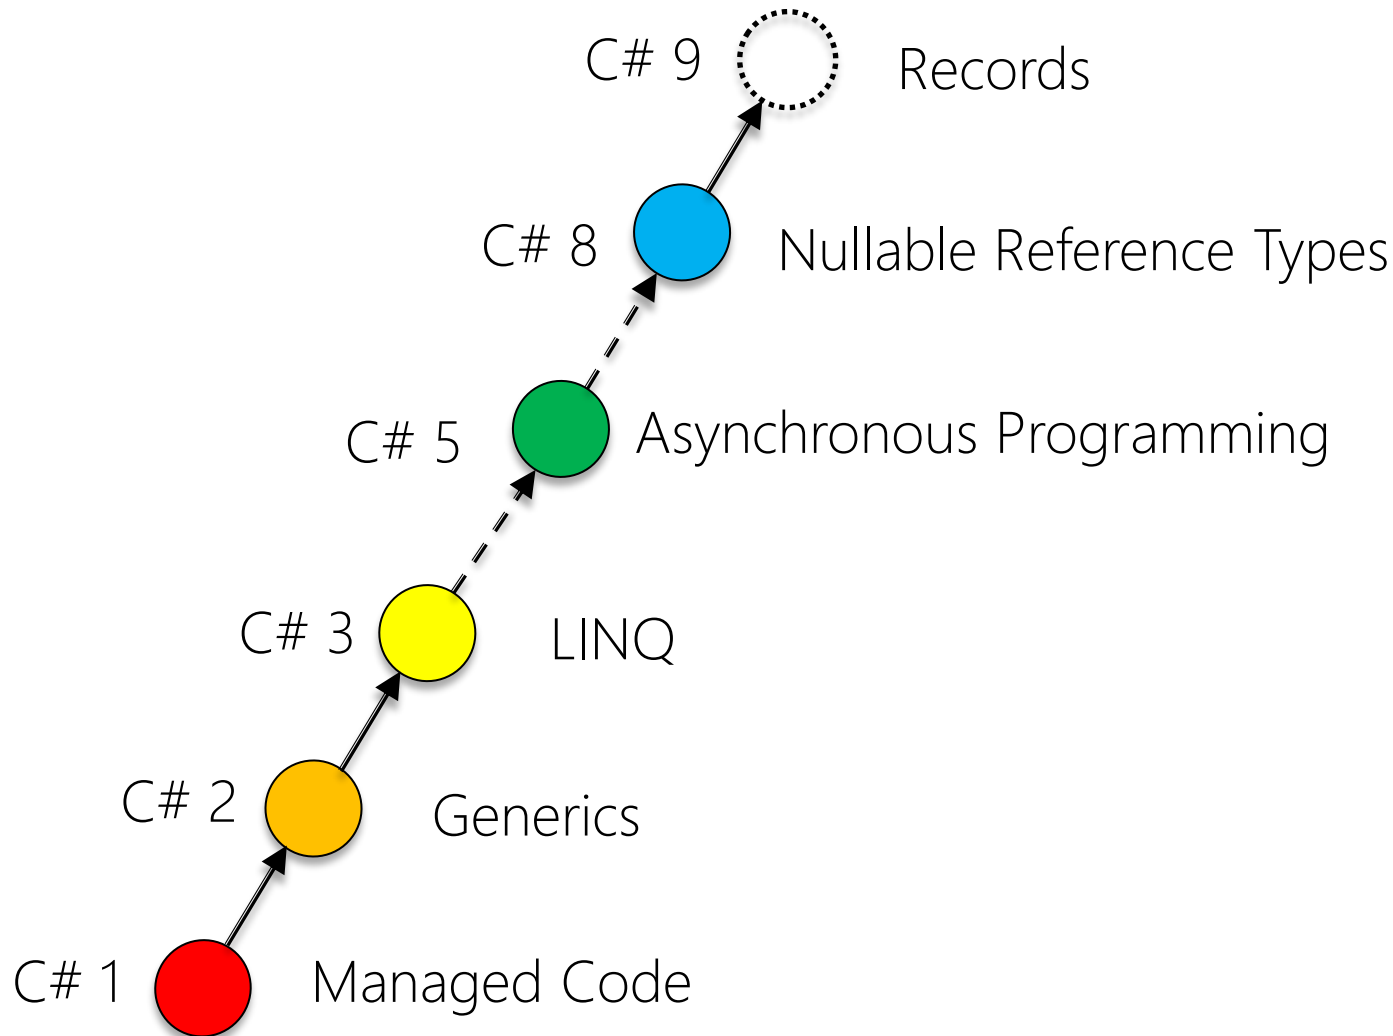 C# 9 Records
C# 8 Nullable Reference Types
C# 5 Asynchronous Programming
C# 3 LINQ
C# 2 Generics
C# 1 Managed Code